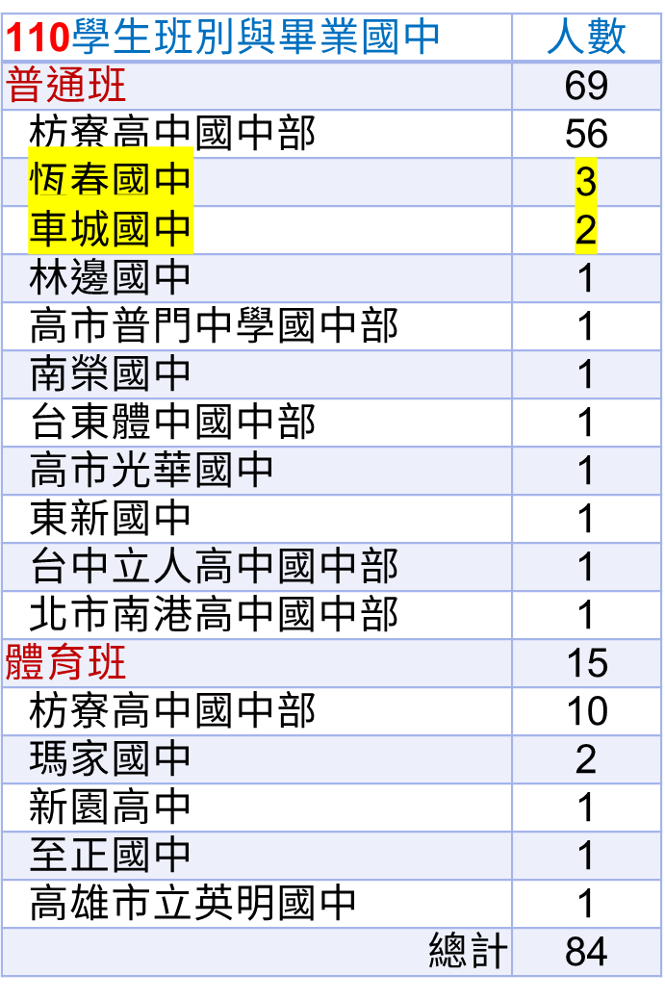 110學生班別與畢業國中 人數
普通班 69
枋寮高中國中部 56
恆春國中 3
車城國中 2
林邊國中 1
高市普門中學國中部 1
南榮國中 1
台東體中國中部 1
高市光華國中 1
東新國中 1
台中立人高中國中部 1
北市南港高中國中部 1
體育班 15
枋寮高中國中部 10
瑪家國中 2
新園高中 1
至正國中 1
高雄市立英明國中 1
總計 84